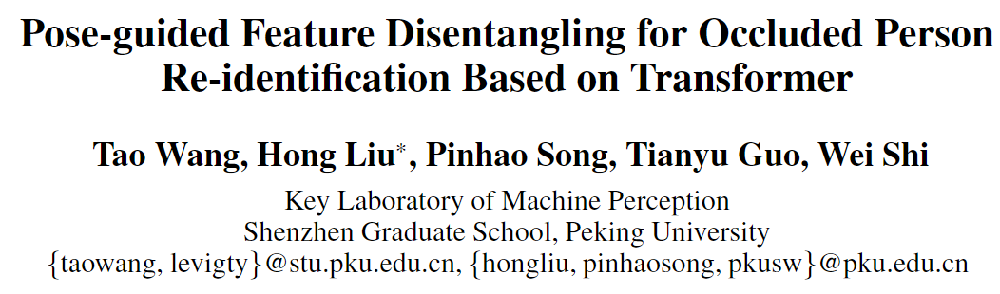 Pose-guided Feature Disentangling for Occluded Person
Re-identification Based on Transformer
Tao Wang, Hong Liu*, Pinhao Song, Tianyu Guo, Wei Shi
Key Laboratory of Machine Perception
Shenzhen Graduate School, Peking University
{taowang, levigty}@stu.pku.edu.cn, {hongliu, pinhaosong, pkusw}@pku.edu.cn